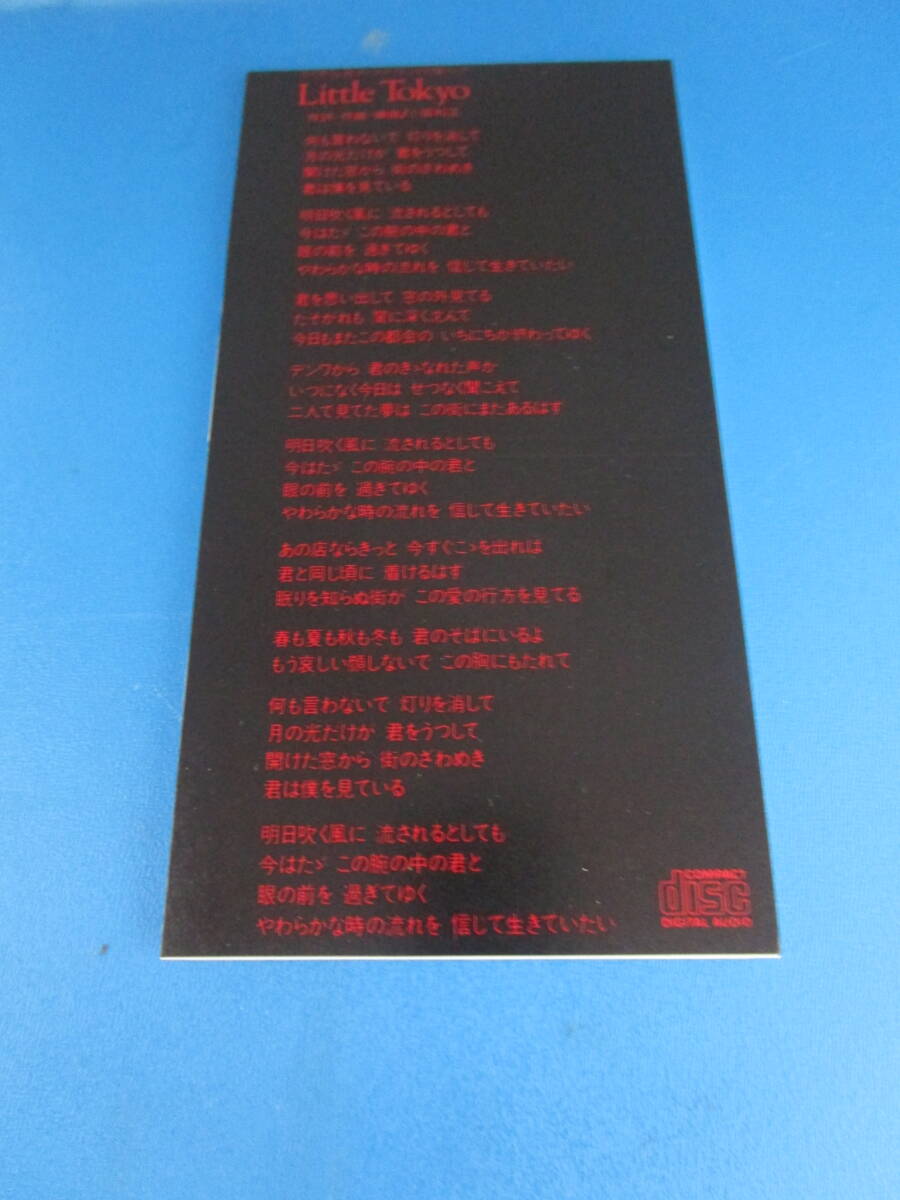 Little Tokyo
作詞・作曲・編曲/小田和正
何も言わないで 灯りを消して
月の光だけが 君をうつして
開けた窓から 街のざわめき
君は僕を見ている
明日吹く風に 流されるとしても
今はたゞ この腕の中の君と
眼の前を 過ぎてゆく
やわらかな時の流れを 信じて生きていたい
君を思い出して 窓の外見てる
たそがれも 闇に深く沈んで
今日もまたこの都会の いちにちが終わってゆく
デンワから 君のきゝなれた声が
いつになく今日は せつなく聞こえて
二人で見てた夢は この街にまだあるはず
明日吹く風に 流されるとしても
今はたゞ この腕の中の君と
眼の前を 過ぎてゆく
やわらかな時の流れを 信じて生きていたい
あの店ならきっと 今すぐこゝを出れば
君と同じ頃に 着けるはず
眠りを知らぬ街が この愛の行方を見てる
春も夏も秋も冬も 君のそばにいるよ
もう哀しい顔しないで この胸にもたれて
何も言わないで 灯りを消して
月の光だけが 君をうつして
開けた窓から 街のざわめき
君は僕を見ている
明日吹く風に 流されるとしても
今はたゞ この腕の中の君と
眼の前を 過ぎてゆく
やわらかな時の流れを 信じて生きていたい
COMPACT
disc
DIGITAL AUDIO